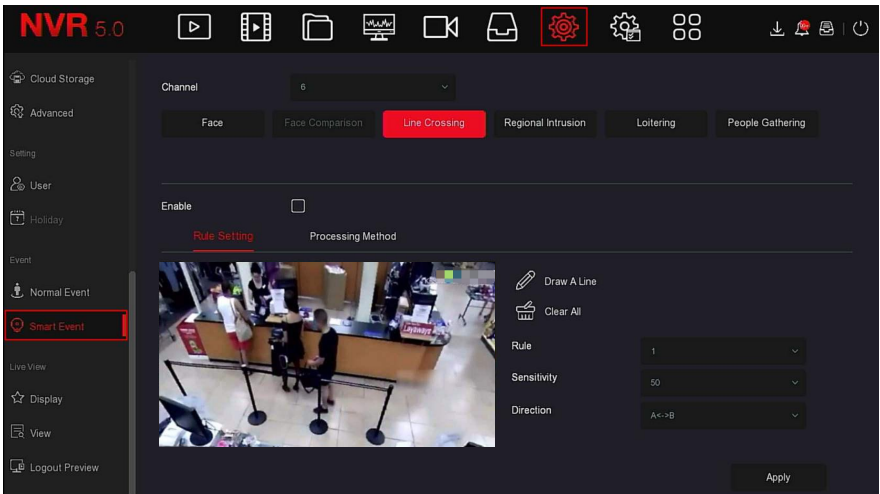 NVR 5.0
Cloud Storage
Advanced
Setting
User
Holiday
Event
Normal Event
Smart Event
Live View
Display
View
Logout Preview
Channel 6
Face Face Comparison Line Crossing Regional Intrusion Loitering People Gathering
Enable
Rule Setting Processing Method
Layaways
Draw A Line
Clear All
Rule 1
Sensitivity 50
Direction A<->B
Apply